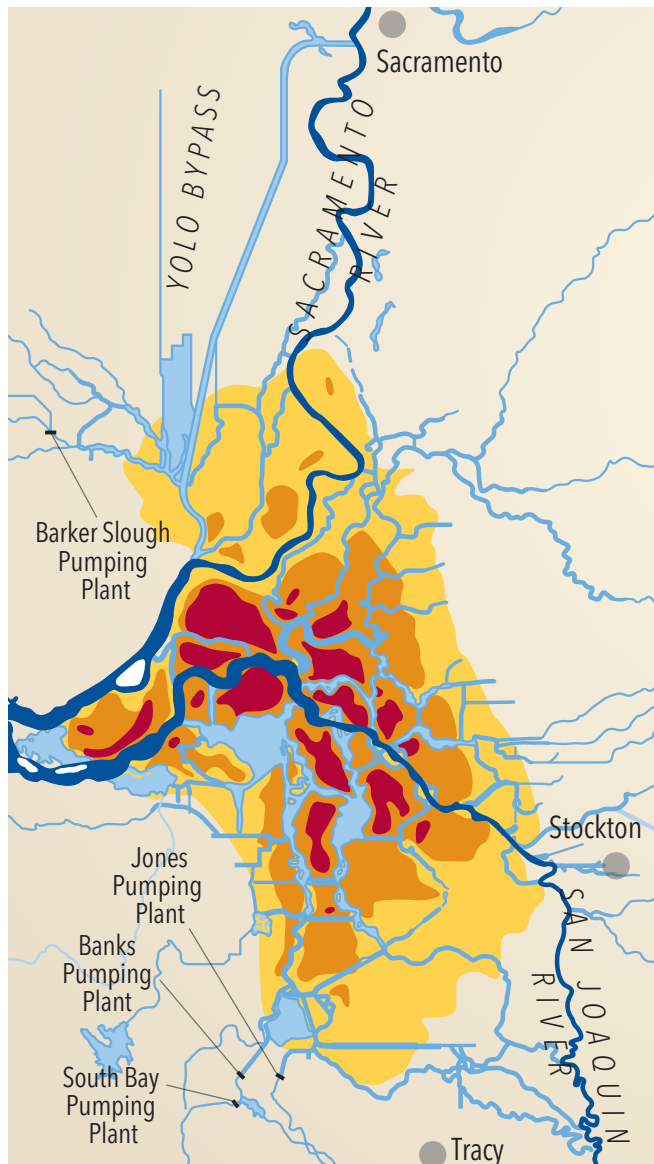 Sacramento
YOLO BYPASS
SACRAMENTO
RIVER
Barker Slough
Pumping
Plant
Stockton
Jones
Pumping
Plant
Banks
Pumping
Plant
SAN JOAQUIN
RIVER
South Bay
Pumping
Plant
Tracy